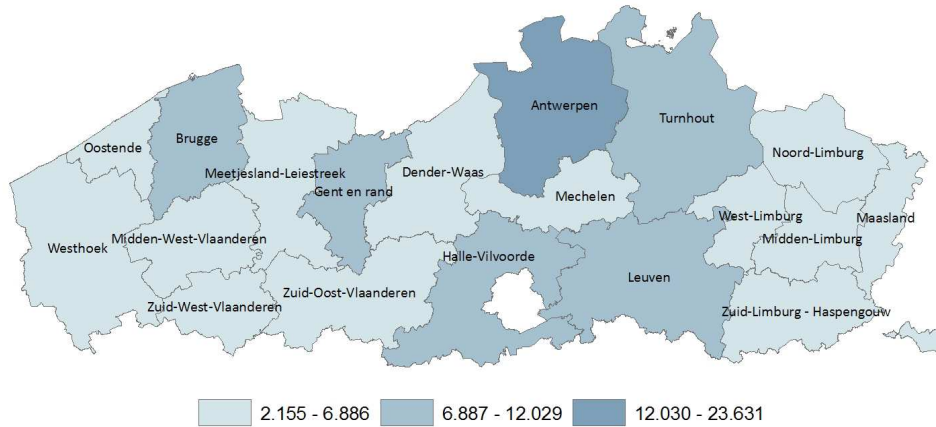 Antwerpen
Turnhout
Brugge
Oostende
Noord-Limburg
Meetjesland-Leiestreek
Dender-Waas
Gent en rand
Mechelen
West-Limburg
Maasland
Westhoek
Midden-West-Vlaanderen
Midden-Limburg
Halle-Vilvoorde
Leuven
Zuid-Oost-Vlaanderen
Zuid-West-Vlaanderen
Zuid-Limburg - Haspengouw
2.155 - 6.886
6.887 - 12.029
12.030 - 23.631